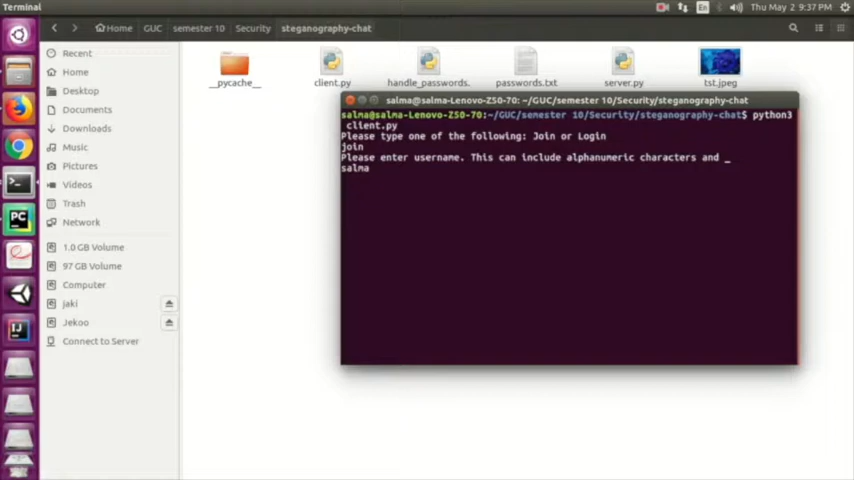 Terminal
En
Thu May 2 9:37 PM
Home
GUC
semester 10
Security
steganography-chat
Recent
Home
Desktop
Documents
Downloads
Music
Pictures
Videos
Trash
Network
1.0 GB Volume
97 GB Volume
Computer
jaki
Jekoo
Connect to Server
__pycache__
client.py
handle_passwords.
passwords.txt
server.py
tst.jpeg
salma@salma-Lenovo-Z50-70: ~/GUC/semester 10/Security/steganography-chat
salma@salma-Lenovo-Z50-70:~/GUC/semester 10/Security/steganography-chat$ python3
client.py
Please type one of the following: Join or Login
join
Please enter username. This can include alphanumeric characters and _
salma
PC
IJ